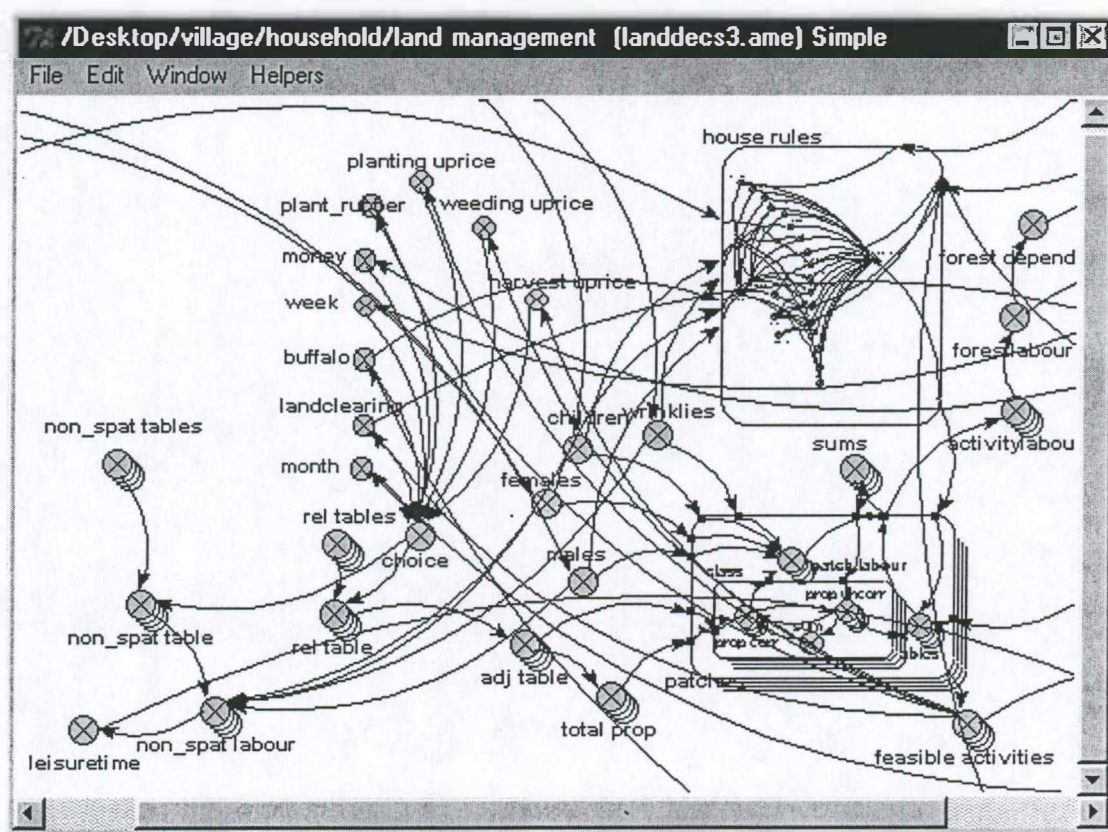 /Desktop/village/household/land management (landdecs3.ame) Simple
File Edit Window Helpers
house rules
planting uprice
plant_rubber
weeding uprice
money
forest depend
harvest uprice
week
buffalo
forest labour
landclearing
children
wrinklies
non_spat tables
sums
activitylabou
month
females
rel tables
choice
males
class
patch labour
prop uncorr
non_spat table
rel table
prop corr
adj table
total prop
non_spat labour
feasible activities
leisuretime